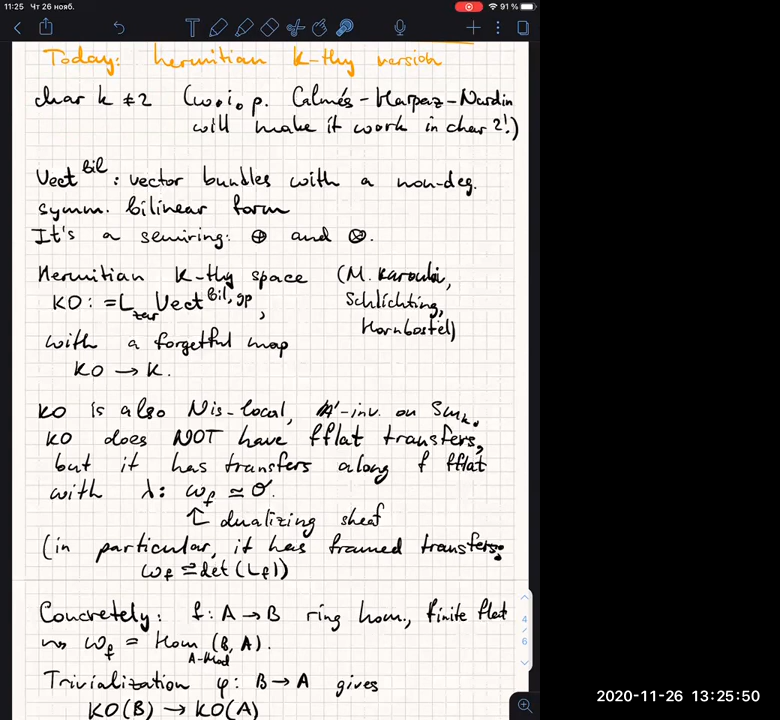 11:25 Чт 26 нояб.
91 %
Today: hermitian k-thy version
char k ≠ 2 (w.i.p. Calmés-Harpaz-Nardin
will make it work in char 2!)
Vect^Bil : vector bundles with a non-deg.
symm. bilinear form
It's a semiring: ⊕ and ⊗.
Hermitian K-thy space (M. Karoubi,
KO := L_zar Vect^{Bil, gp}, Schlichting,
Hornbostel)
with a forgetful map
KO → K.
KO is also Nis-local, A¹-inv. on Sm_k.
KO does NOT have fflat transfers,
but it has transfers along f fflat
with λ: ω_f ≃ O.
↑ dualizing sheaf
(in particular, it has framed transfers:
ω_f ≃ det(L_f))
Concretely: f: A → B ring hom., finite flat
⇝ ω_f = Hom_{A-Mod}(B, A).
Trivialization φ: B → A gives
KO(B) → KO(A)
4
/
6
2020-11-26 13:25:50